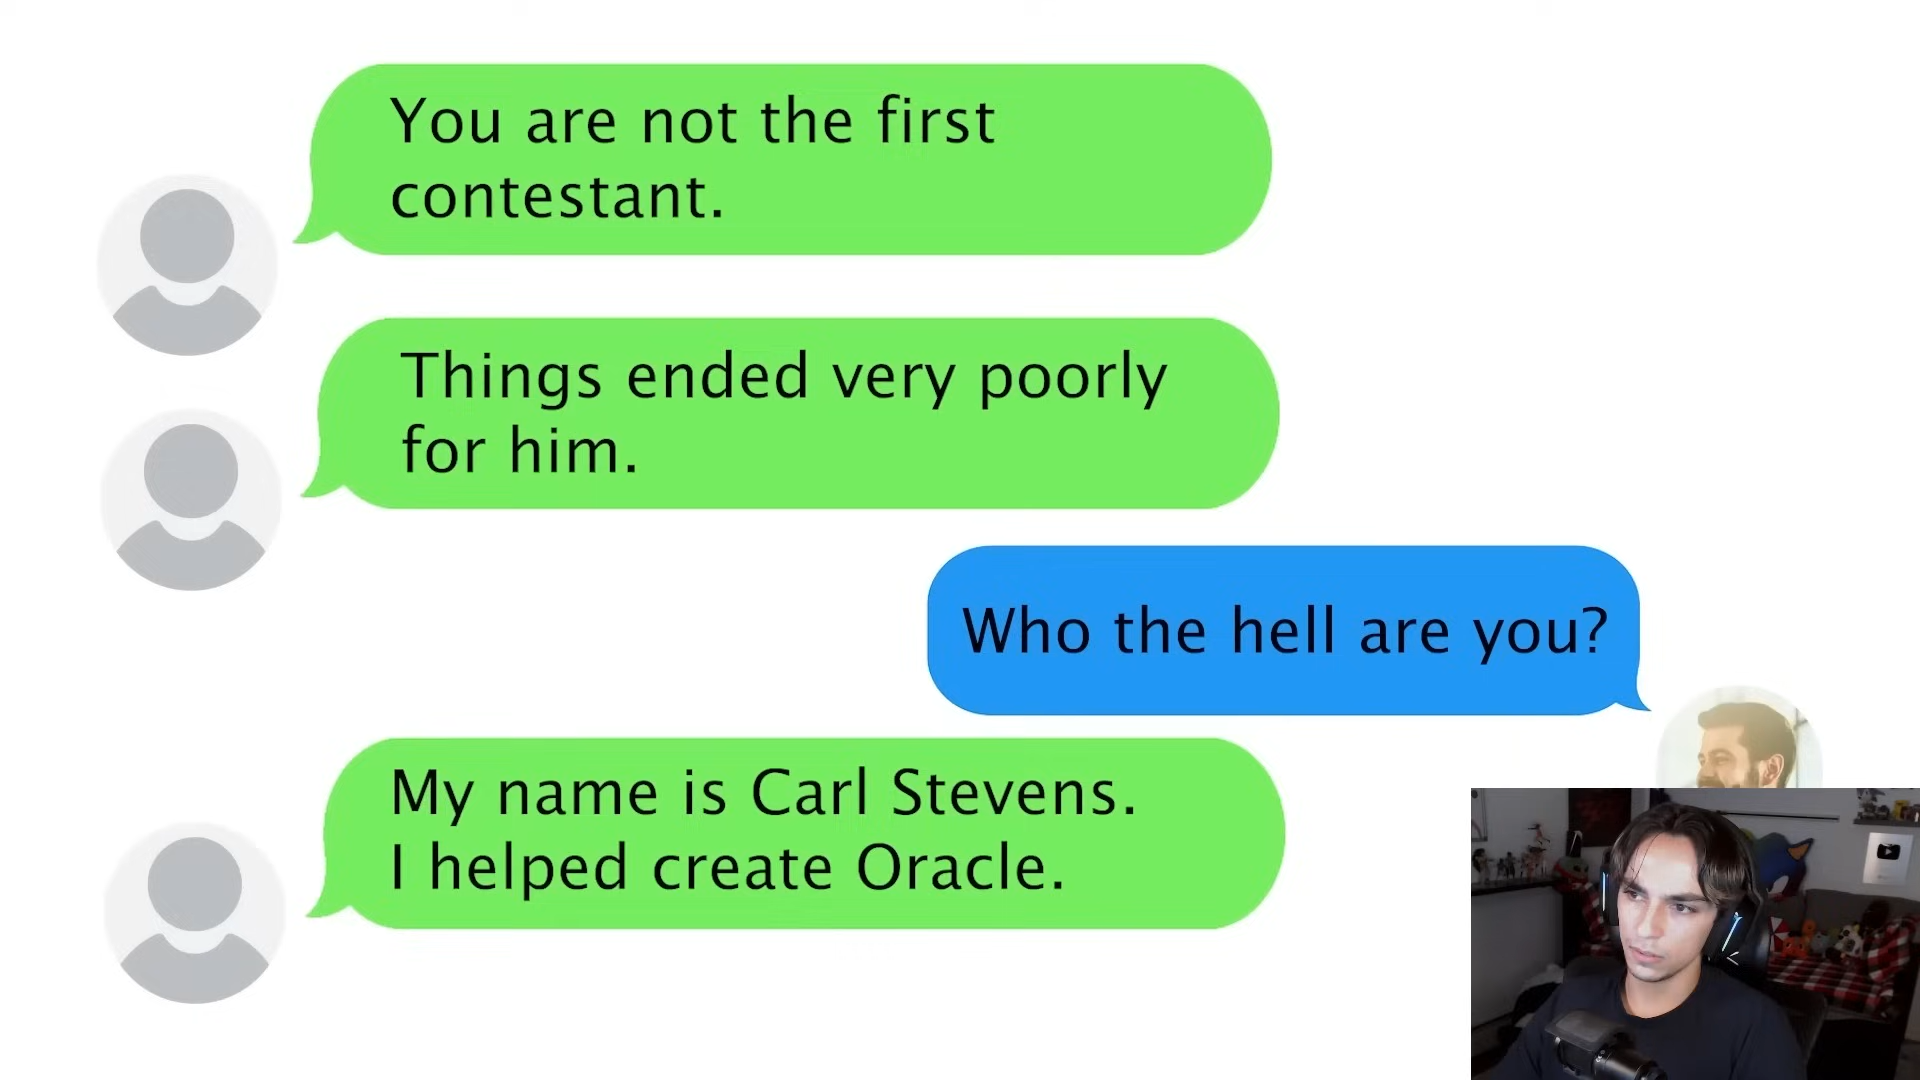 You are not the first
contestant.
Things ended very poorly
for him.
Who the hell are you?
My name is Carl Stevens.
I helped create Oracle.